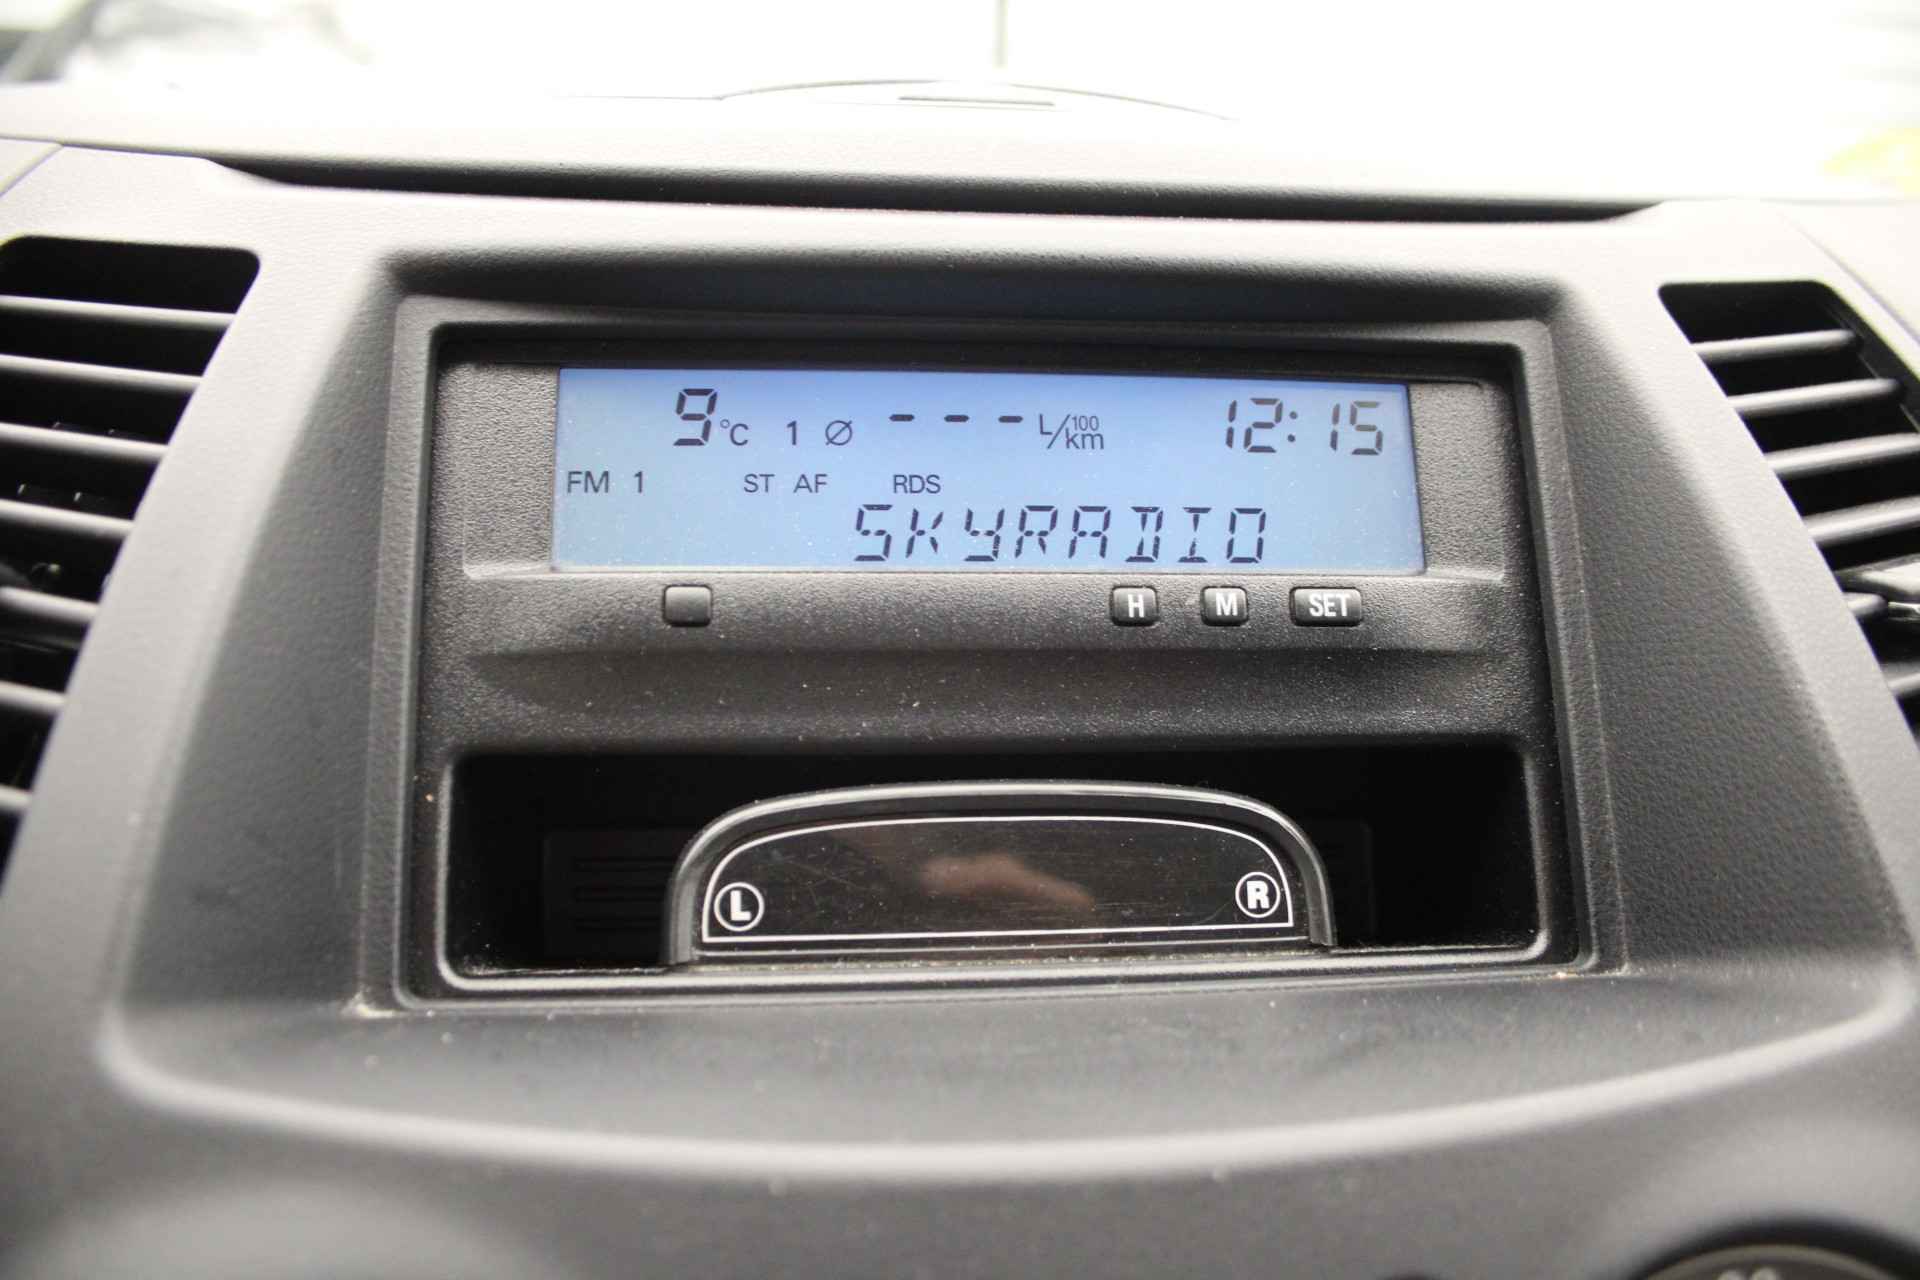 9°C 1 Ø --- L/100km 12:15
FM 1 ST AF RDS
SKYRADIO
H M SET
L R